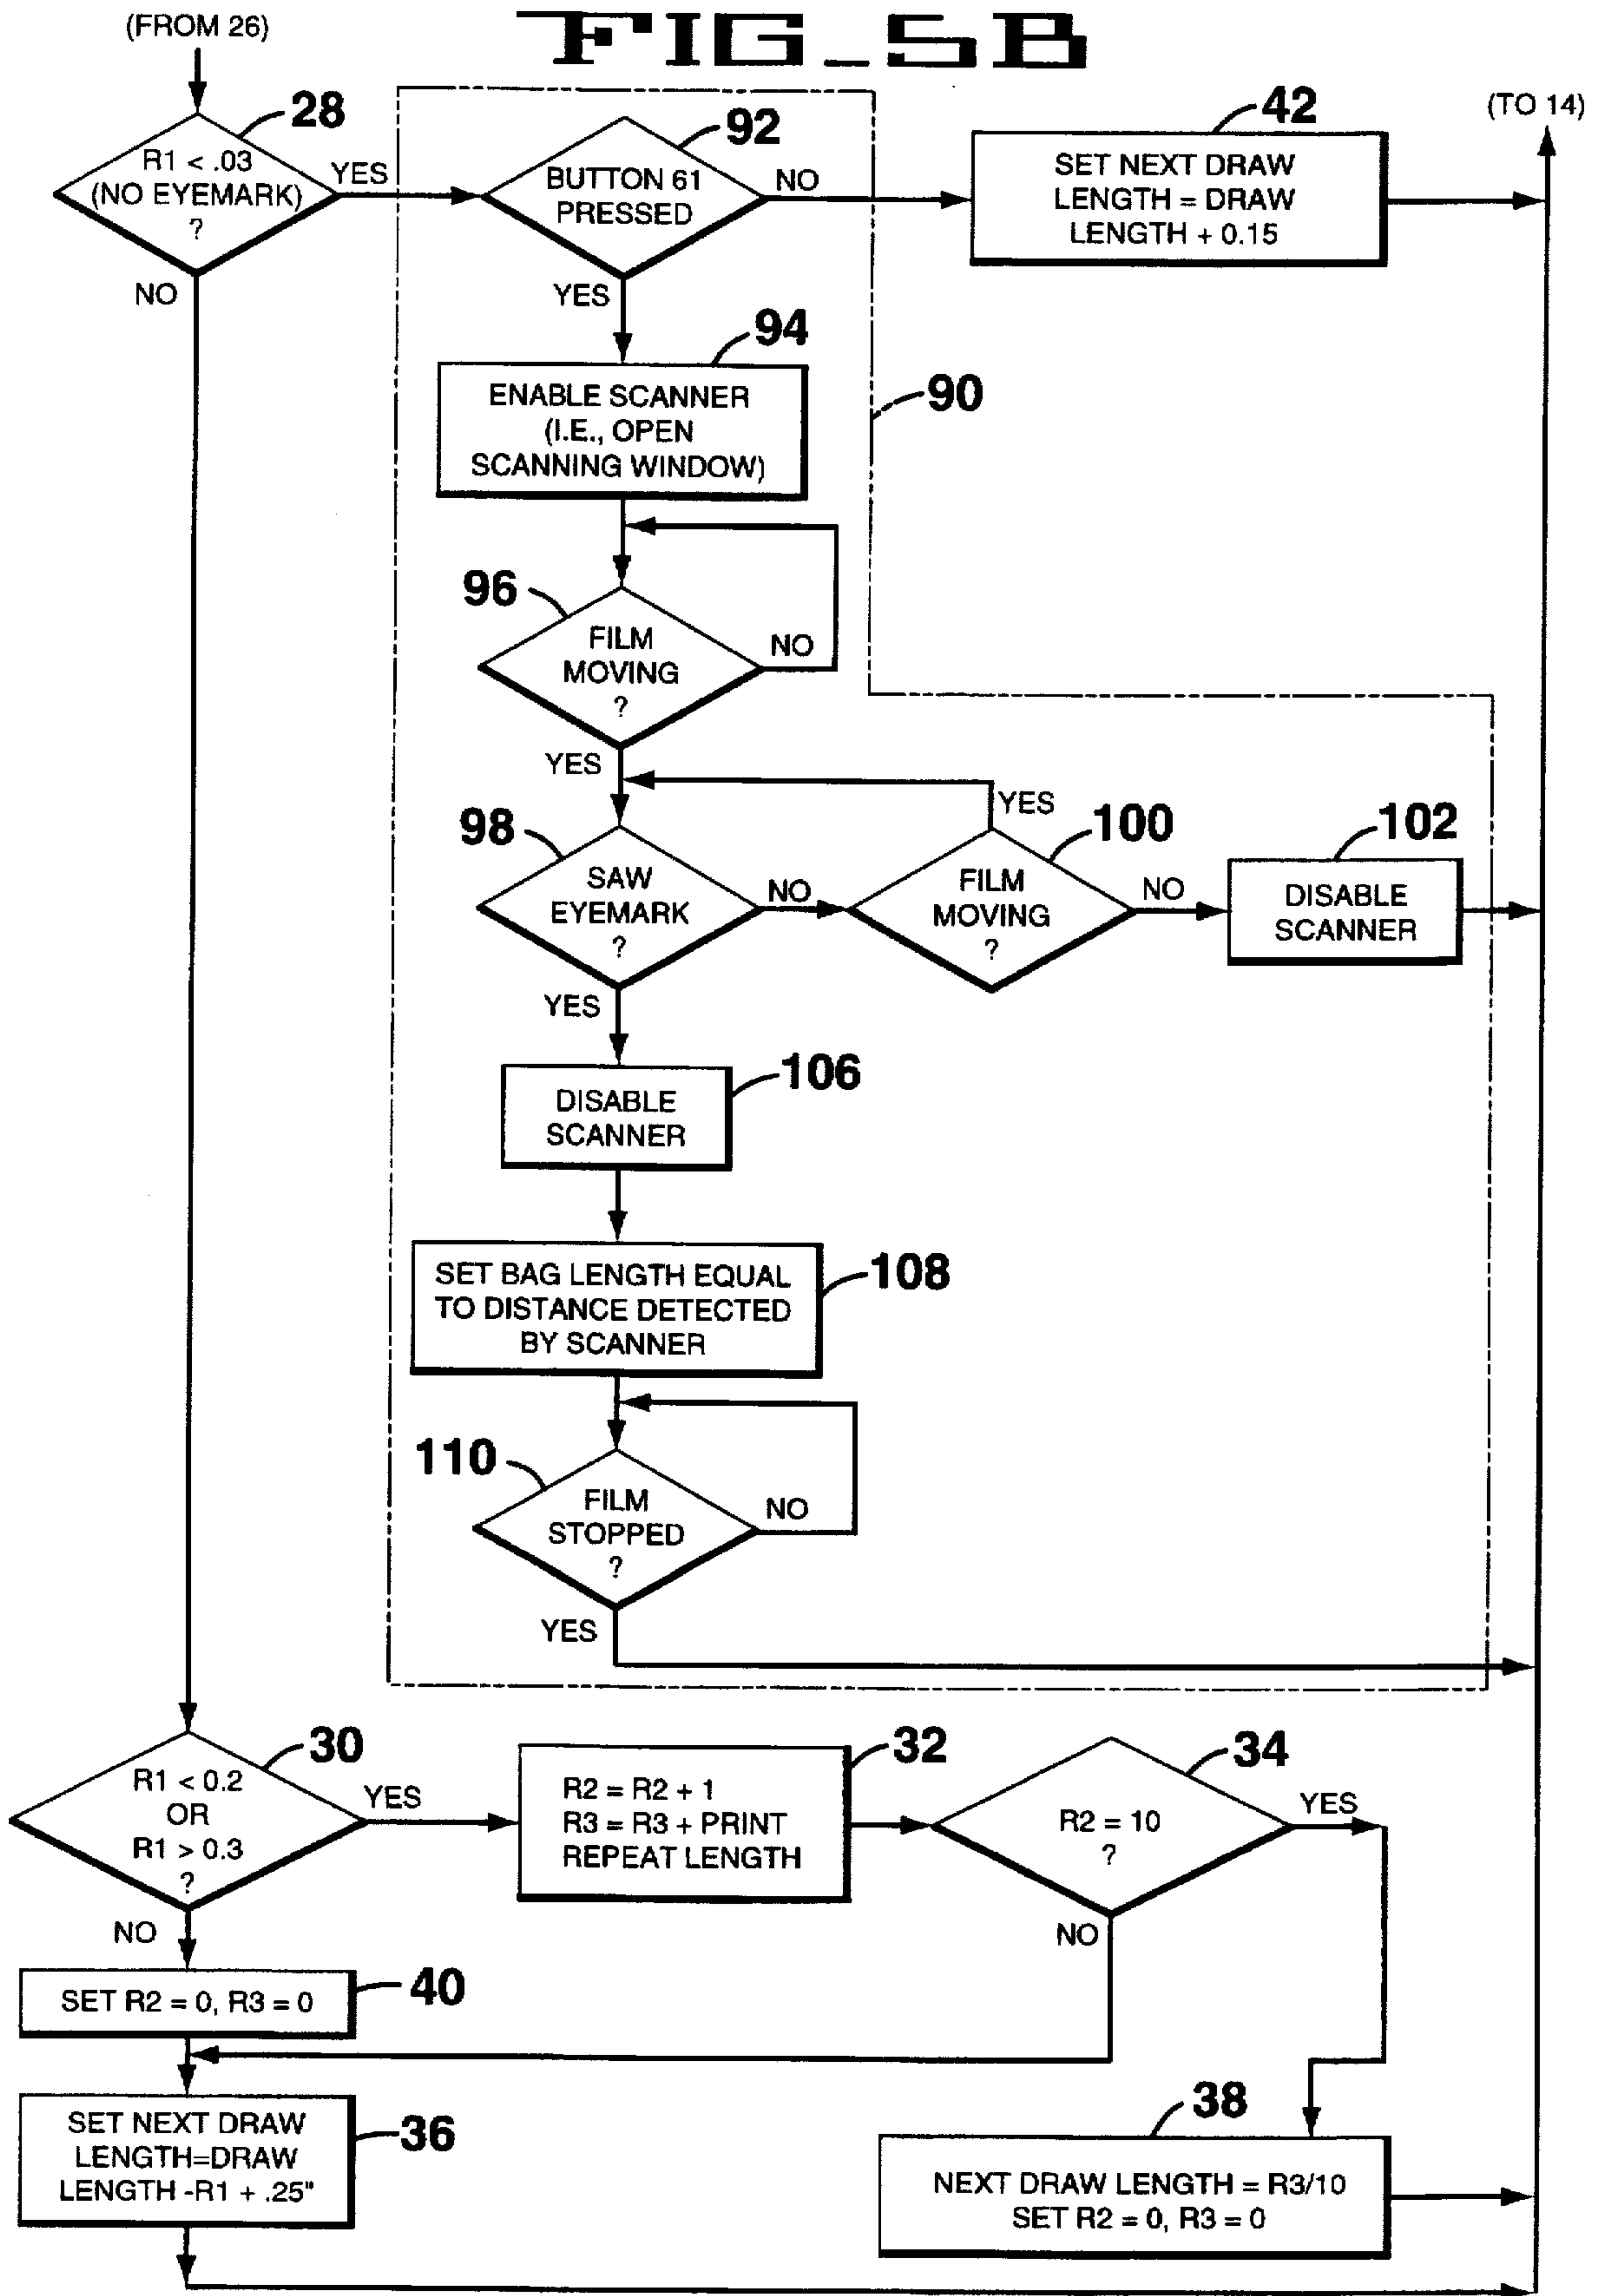 (FROM 26)
FIG_5B
(TO 14)
28
R1 < .03
(NO EYEMARK)
?
YES
NO
92
BUTTON 61
PRESSED
NO
YES
42
SET NEXT DRAW
LENGTH = DRAW
LENGTH + 0.15
94
ENABLE SCANNER
(I.E., OPEN
SCANNING WINDOW)
90
96
FILM
MOVING
?
NO
YES
98
SAW
EYEMARK
?
NO
YES
100
FILM
MOVING
?
YES
NO
102
DISABLE
SCANNER
106
DISABLE
SCANNER
108
SET BAG LENGTH EQUAL
TO DISTANCE DETECTED
BY SCANNER
110
FILM
STOPPED
?
NO
YES
30
R1 < 0.2
OR
R1 > 0.3
?
YES
NO
32
R2 = R2 + 1
R3 = R3 + PRINT
REPEAT LENGTH
34
R2 = 10
?
YES
NO
40
SET R2 = 0, R3 = 0
36
SET NEXT DRAW
LENGTH=DRAW
LENGTH -R1 + .25"
38
NEXT DRAW LENGTH = R3/10
SET R2 = 0, R3 = 0